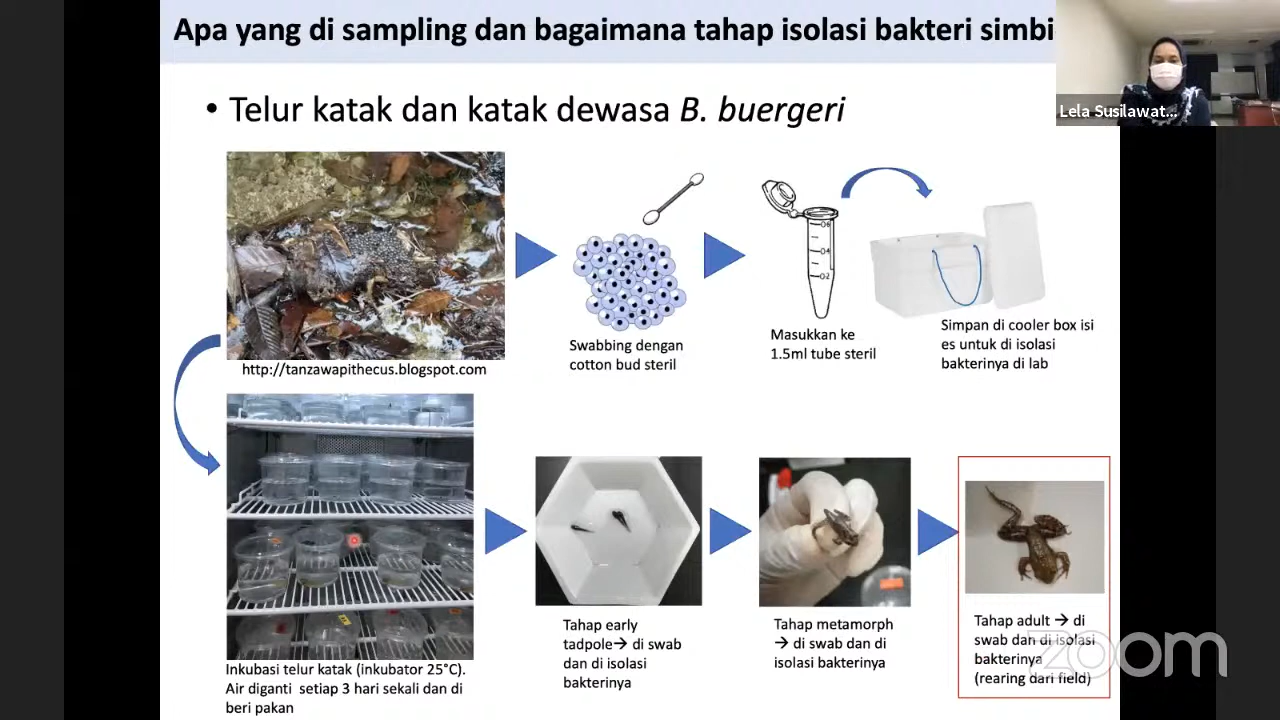 Apa yang di sampling dan bagaimana tahap isolasi bakteri simbi
Lela Susilawat...
• Telur katak dan katak dewasa B. buergeri
http://tanzawapithecus.blogspot.com
Swabbing dengan
cotton bud steril
Masukkan ke
1.5ml tube steril
Simpan di cooler box isi
es untuk di isolasi
bakterinya di lab
Inkubasi telur katak (inkubator 25°C).
Air diganti setiap 3 hari sekali dan di
beri pakan
Tahap early
tadpole→ di swab
dan di isolasi
bakterinya
Tahap metamorph
→ di swab dan di
isolasi bakterinya
Tahap adult → di
swab dan di isolasi
bakterinya
(rearing dari field)
zoom